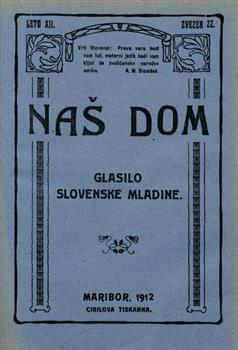 LETO XII.
ZVEZEK 22.
Vrli Slovenci! Prava vera bodi
vam luč, materni jezik bodi vam
ključ do zveličanske narodne
omike. A. M. Slomšek
NAŠ DOM
GLASILO
SLOVENSKE MLADINE.
MARIBOR, 1912
CIRILOVA TISKARNA.